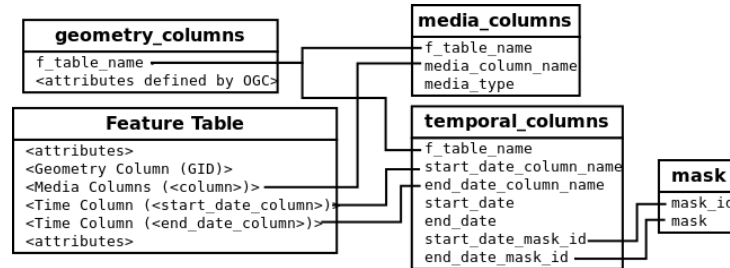 geometry_columns
f_table_name
<attributes defined by OGC>
media_columns
f_table_name
media_column_name
media_type
Feature Table
<attributes>
<Geometry Column (GID)>
<Media Columns (<column>)>
<Time Column (<start_date_column>)>
<Time Column (<end_date_column>)>
<attributes>
temporal_columns
f_table_name
start_date_column_name
end_date_column_name
start_date
end_date
start_date_mask_id
end_date_mask_id
mask
mask_id
mask